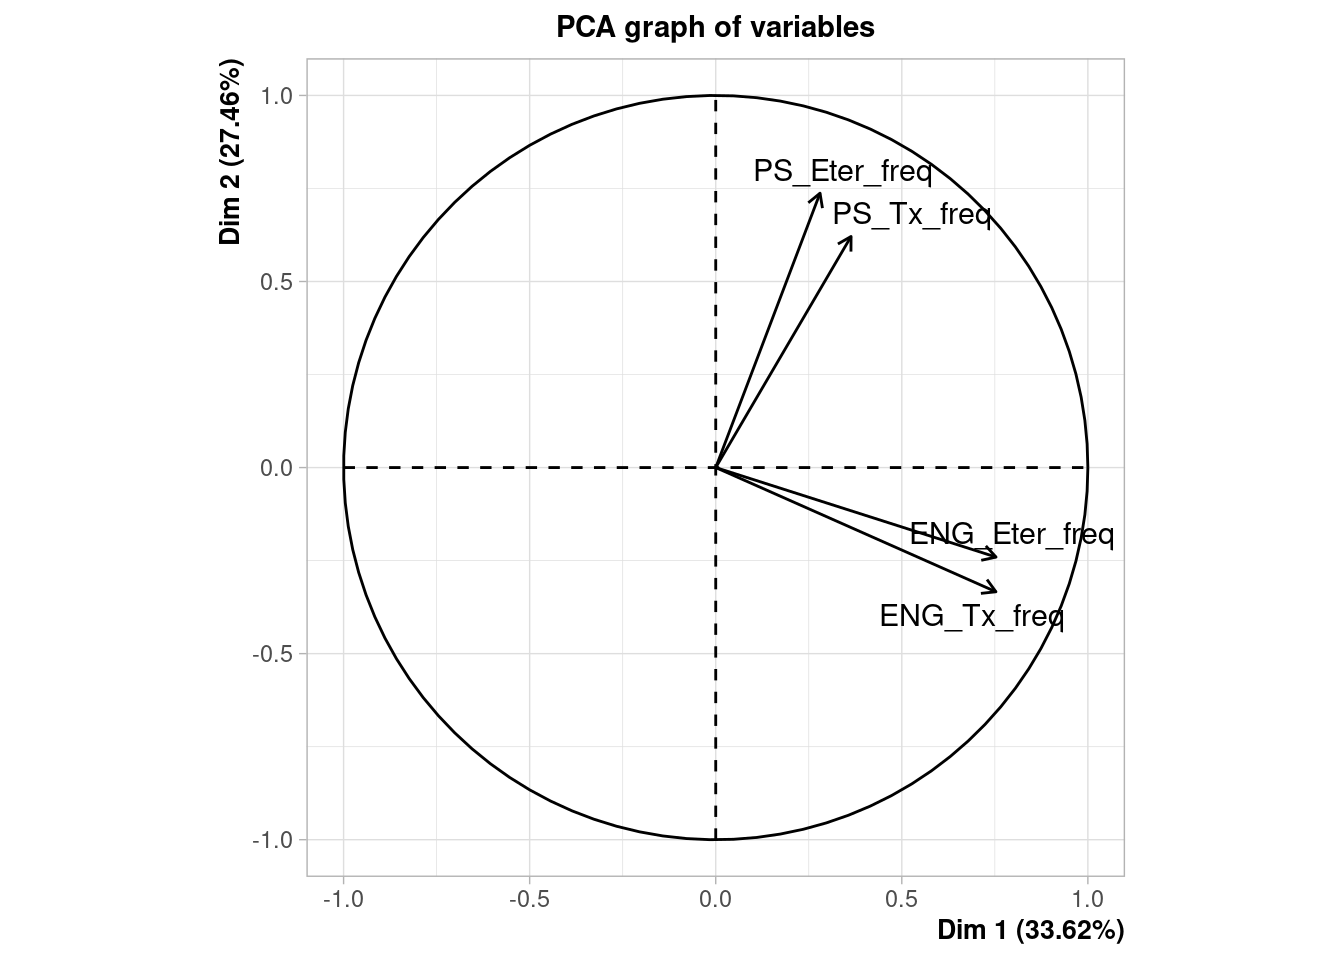 PCA graph of variables
Dim 2 (27.46%)
1.0
0.5
0.0
-0.5
-1.0
PS_Eter_freq
PS_Tx_freq
ENG_Eter_freq
ENG_Tx_freq
-1.0 -0.5 0.0 0.5 1.0
Dim 1 (33.62%)